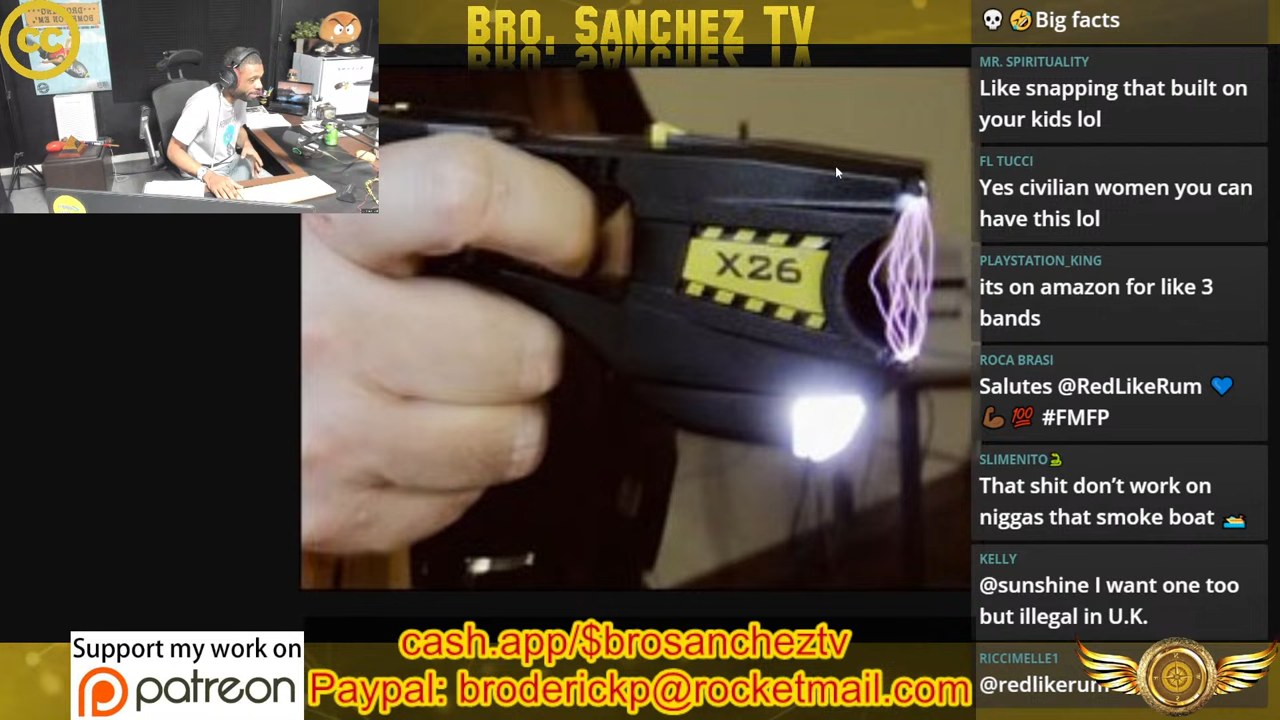 CC
BRO. SANCHEZ TV
X26
💀 🤣Big facts
MR. SPIRITUALITY
Like snapping that built on
your kids lol
FL TUCCI
Yes civilian women you can
have this lol
PLAYSTATION_KING
its on amazon for like 3
bands
ROCA BRASI
Salutes @RedLikeRum 💙
💪🏾 💯 #FMFP
SLIMENITO🐍
That shit don’t work on
niggas that smoke boat 🚤
KELLY
@sunshine I want one too
but illegal in U.K.
RICCIMELLE1
@redlikerum
Support my work on
patreon
cash.app/$brosancheztv
Paypal: broderickp@rocketmail.com